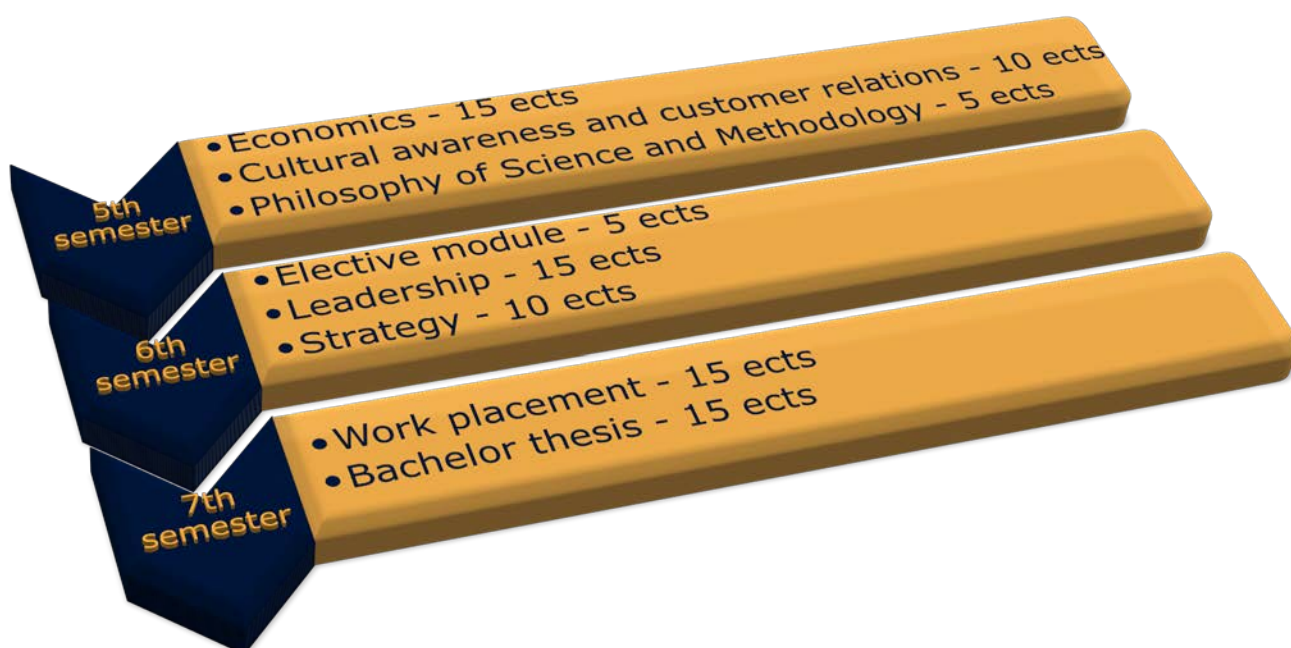 5th
semester
•Economics - 15 ects
•Cultural awareness and customer relations - 10 ects
•Philosophy of Science and Methodology - 5 ects
6th
semester
•Elective module - 5 ects
•Leadership - 15 ects
•Strategy - 10 ects
7th
semester
•Work placement - 15 ects
•Bachelor thesis - 15 ects